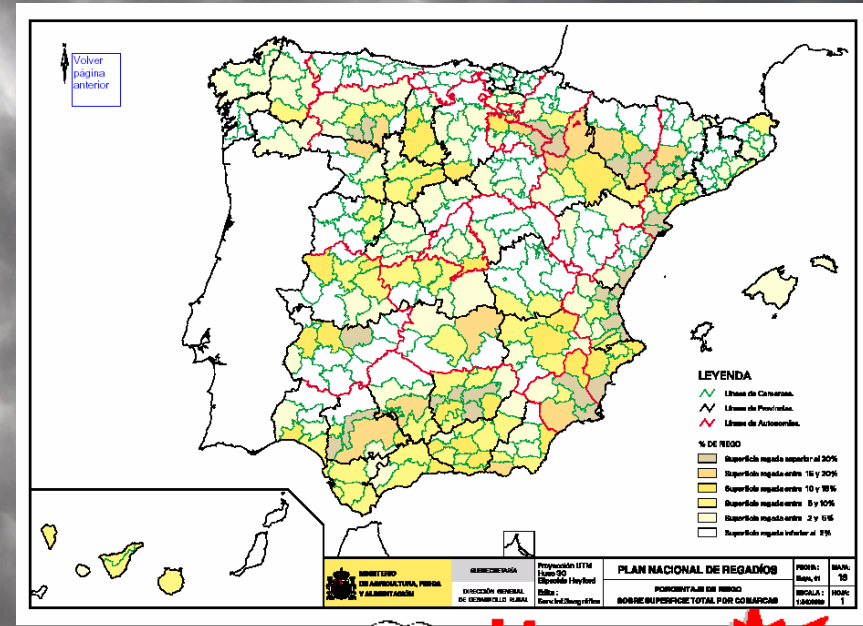 Volver
página
anterior
LEYENDA
Líneas de Comarcas.
Líneas de Provincias.
Líneas de Autonomías.
% DE RIEGO
Superficie regada superior al 20%
Superficie regada entre 15 y 20%
Superficie regada entre 10 y 15%
Superficie regada entre 5 y 10%
Superficie regada entre 2 y 5%
Superficie regada inferior al 2%
MINISTERIO
DE AGRICULTURA, PESCA
Y ALIMENTACIÓN
SUBSECRETARÍA
DIRECCIÓN GENERAL
DE DESARROLLO RURAL
Proyección UTM
Huso 30
Elipsoide Hayford
Edita :
PLAN NACIONAL DE REGADÍOS
PORCENTAJE DE RIEGO
SOBRE SUPERFICIE TOTAL POR COMARCAS
FECHA:
Mayo, 01
ESCALA :
MAPA:
HOJA:
1